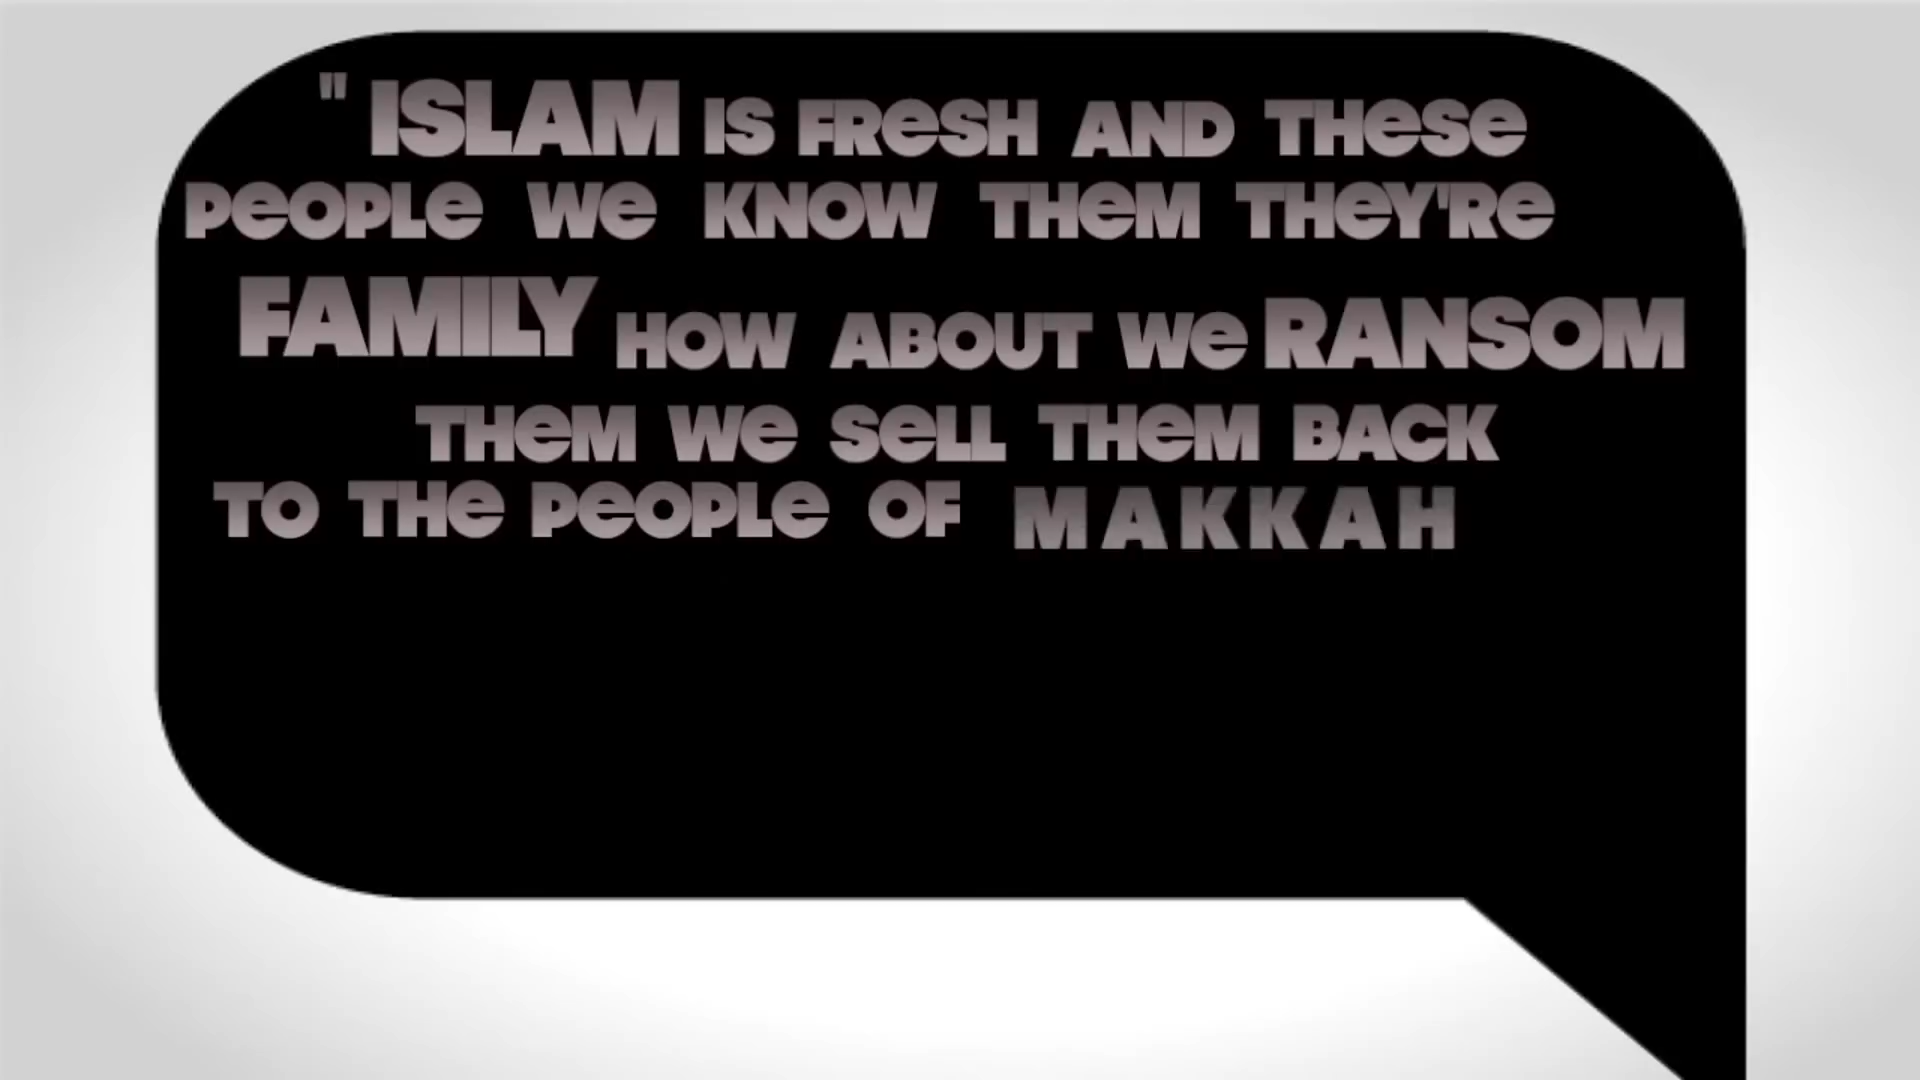 " ISLAM IS FRESH AND THESE
PEOPLE WE KNOW THEM THEY'RE
FAMILY HOW ABOUT WE RANSOM
THEM WE SELL THEM BACK
TO THE PEOPLE OF MAKKAH